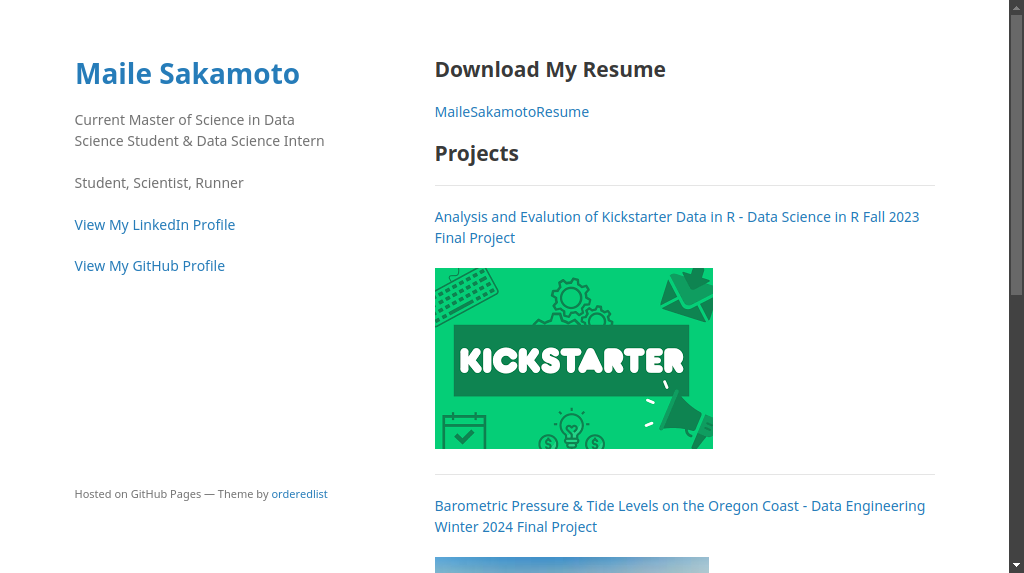 Maile Sakamoto
Current Master of Science in Data
Science Student & Data Science Intern
Student, Scientist, Runner
View My LinkedIn Profile
View My GitHub Profile
Hosted on GitHub Pages — Theme by orderedlist
Download My Resume
MaileSakamotoResume
Projects
Analysis and Evalution of Kickstarter Data in R - Data Science in R Fall 2023
Final Project
KICKSTARTER
$ $
Barometric Pressure & Tide Levels on the Oregon Coast - Data Engineering
Winter 2024 Final Project